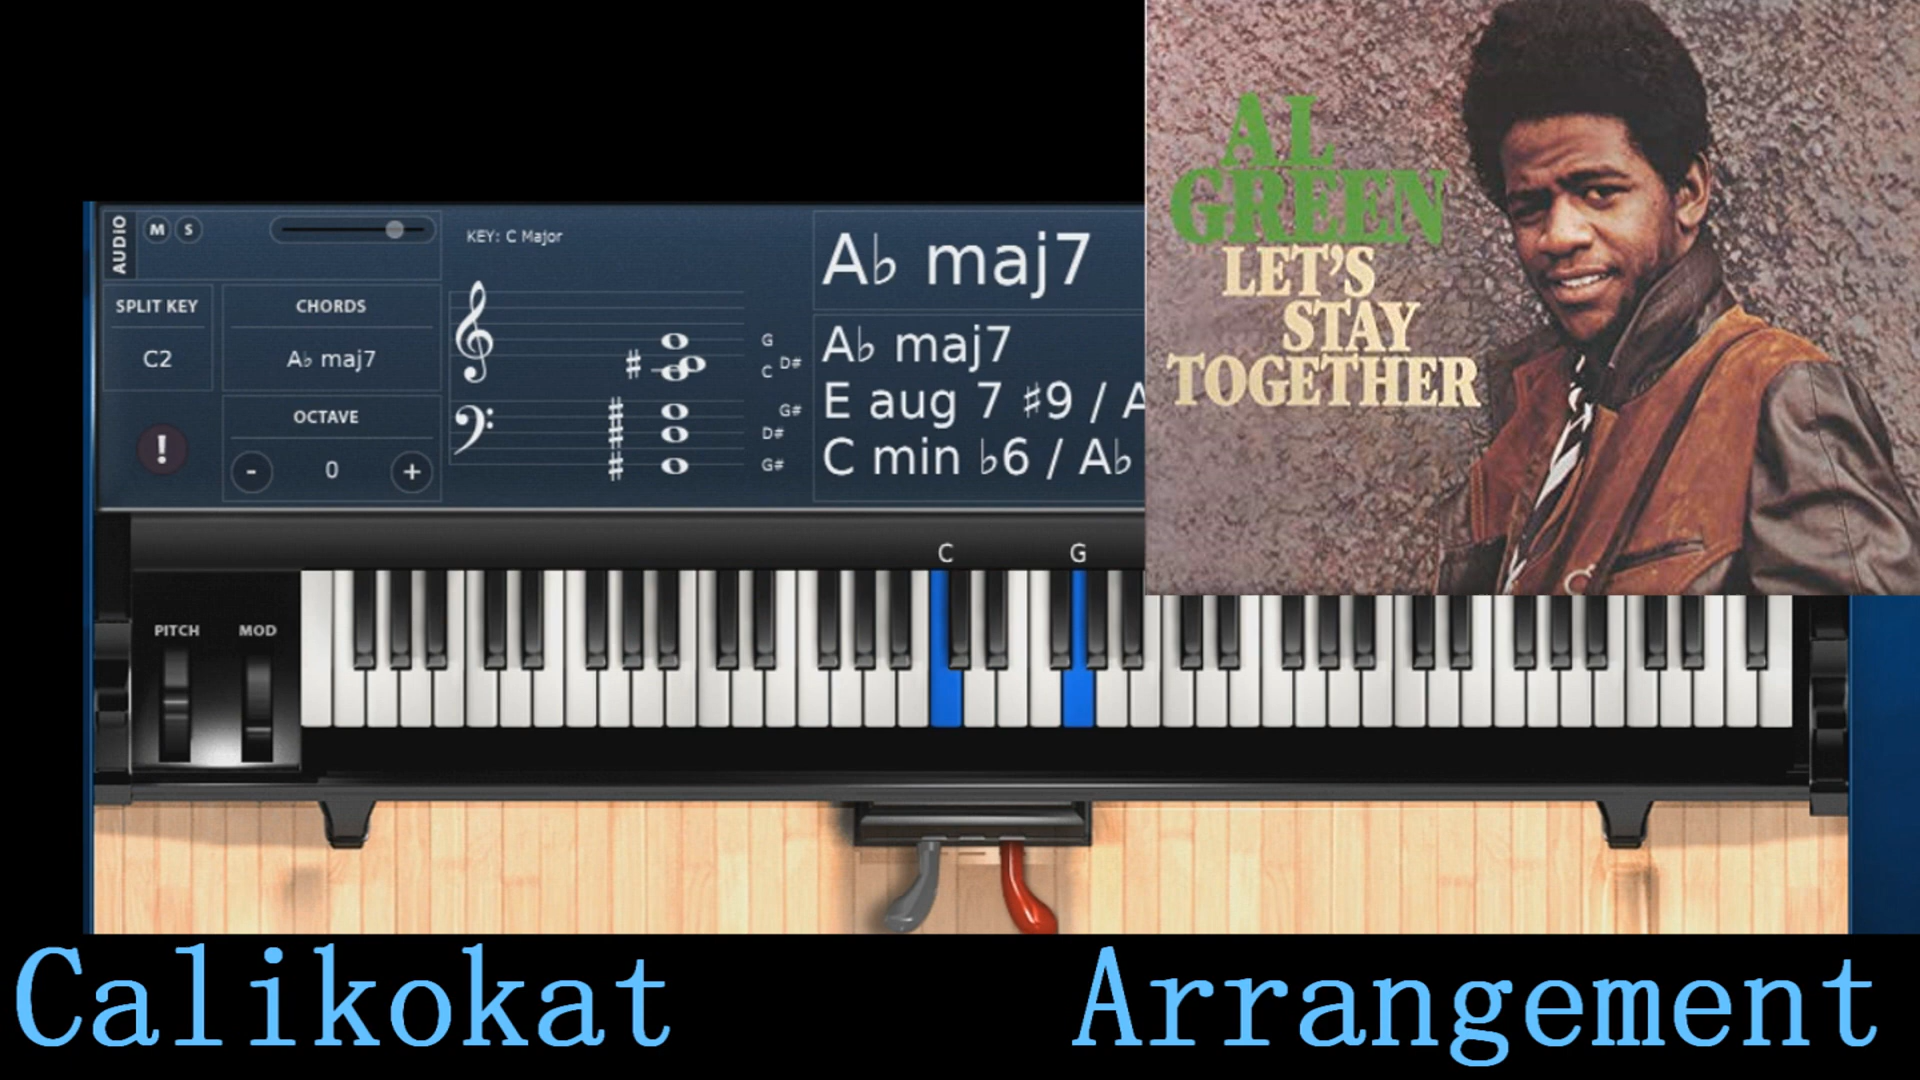 AL
GREEN
LET'S
STAY
TOGETHER
AUDIO
M S
KEY: C Major
A♭ maj7
SPLIT KEY
C2
CHORDS
A♭ maj7
OCTAVE
- 0 +
!
G
C D#
G#
D#
G#
A♭ maj7
E aug 7 #9 / A
C min ♭6 / A♭
C G
PITCH MOD
Calikokat Arrangement